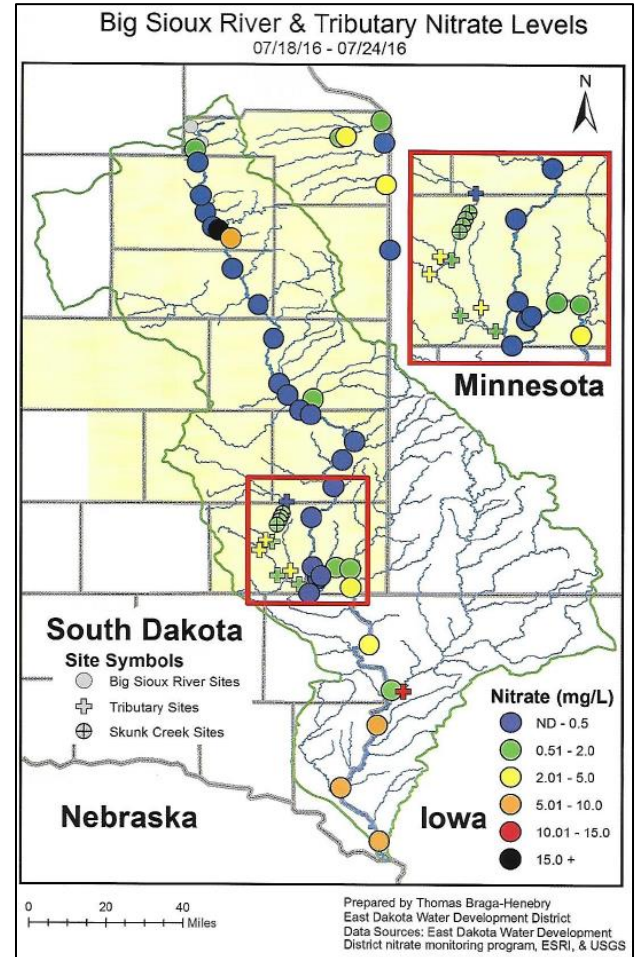 Big Sioux River & Tributary Nitrate Levels
07/18/16 - 07/24/16
N
Minnesota
South Dakota
Site Symbols
Big Sioux River Sites
Tributary Sites
Skunk Creek Sites
Nitrate (mg/L)
ND - 0.5
0.51 - 2.0
2.01 - 5.0
5.01 - 10.0
10.01 - 15.0
15.0 +
Nebraska
Iowa
0 20 40
Miles
Prepared by Thomas Braga-Henebry
East Dakota Water Development District
Data Sources: East Dakota Water Development
District nitrate monitoring program, ESRI, & USGS